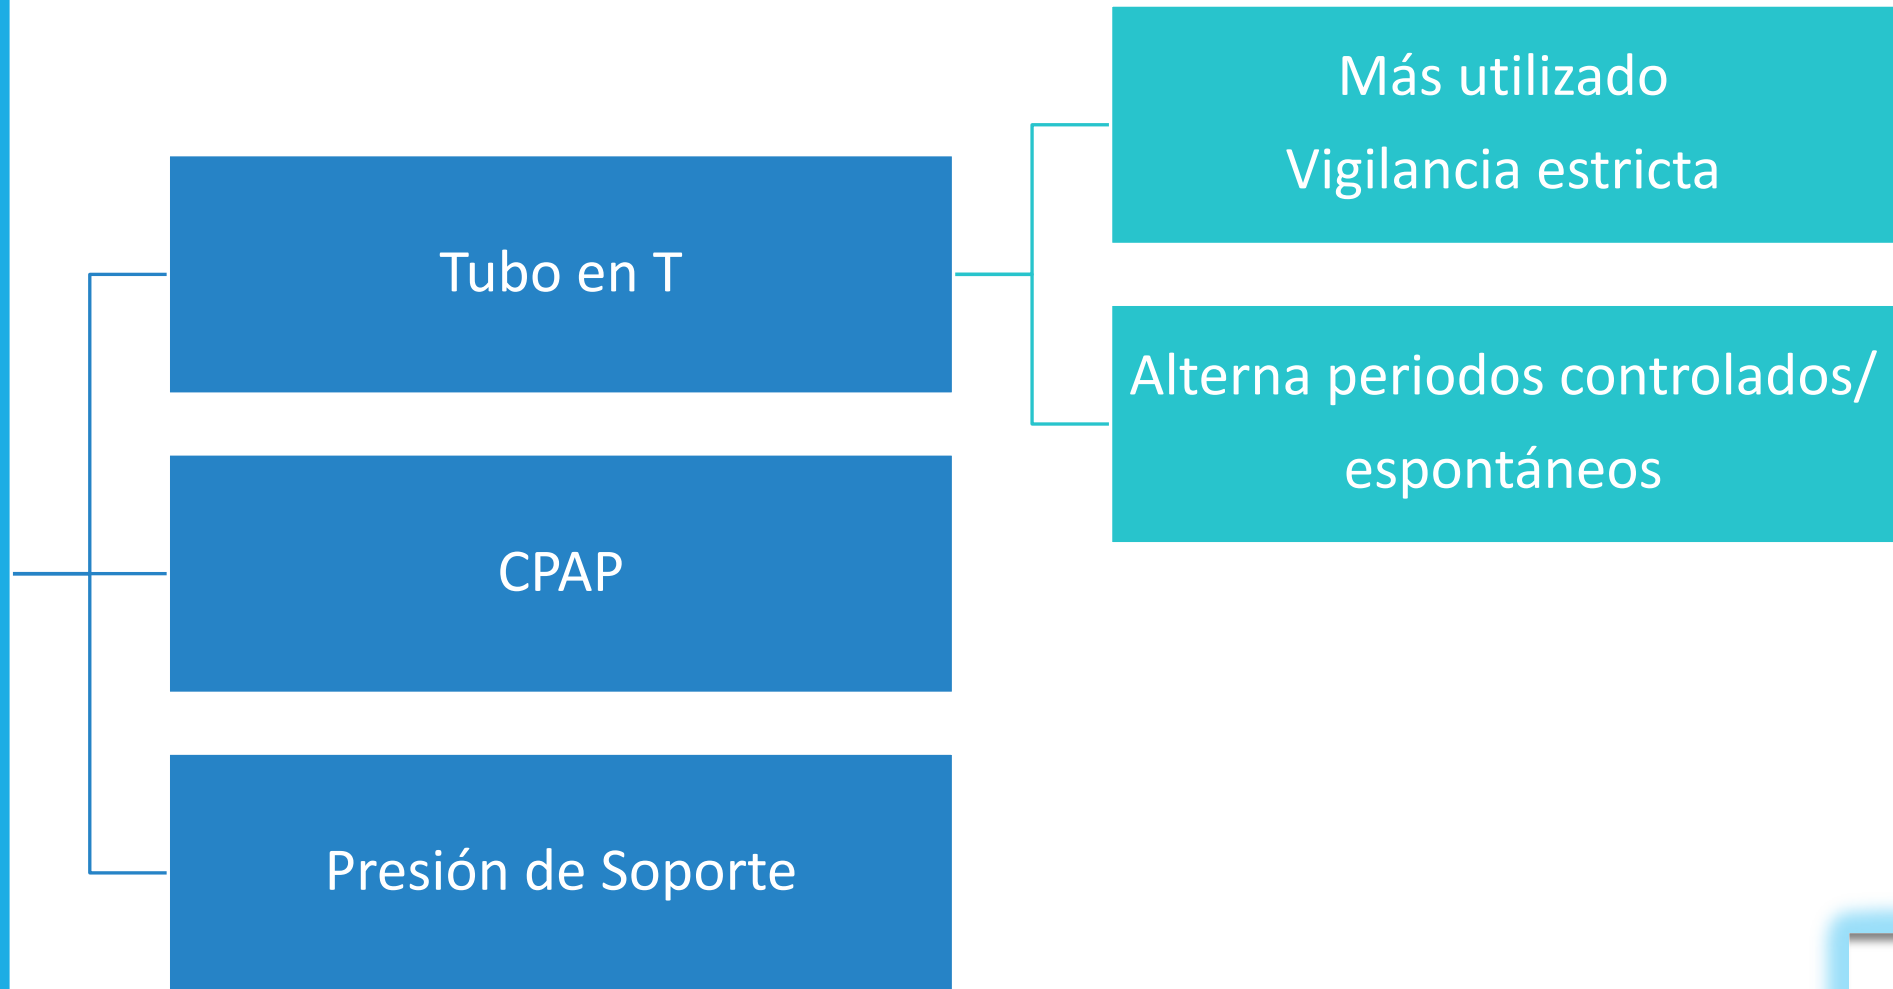 Tubo en T
Más utilizado
Vigilancia estricta
Alterna periodos controlados/
espontáneos
CPAP
Presión de Soporte